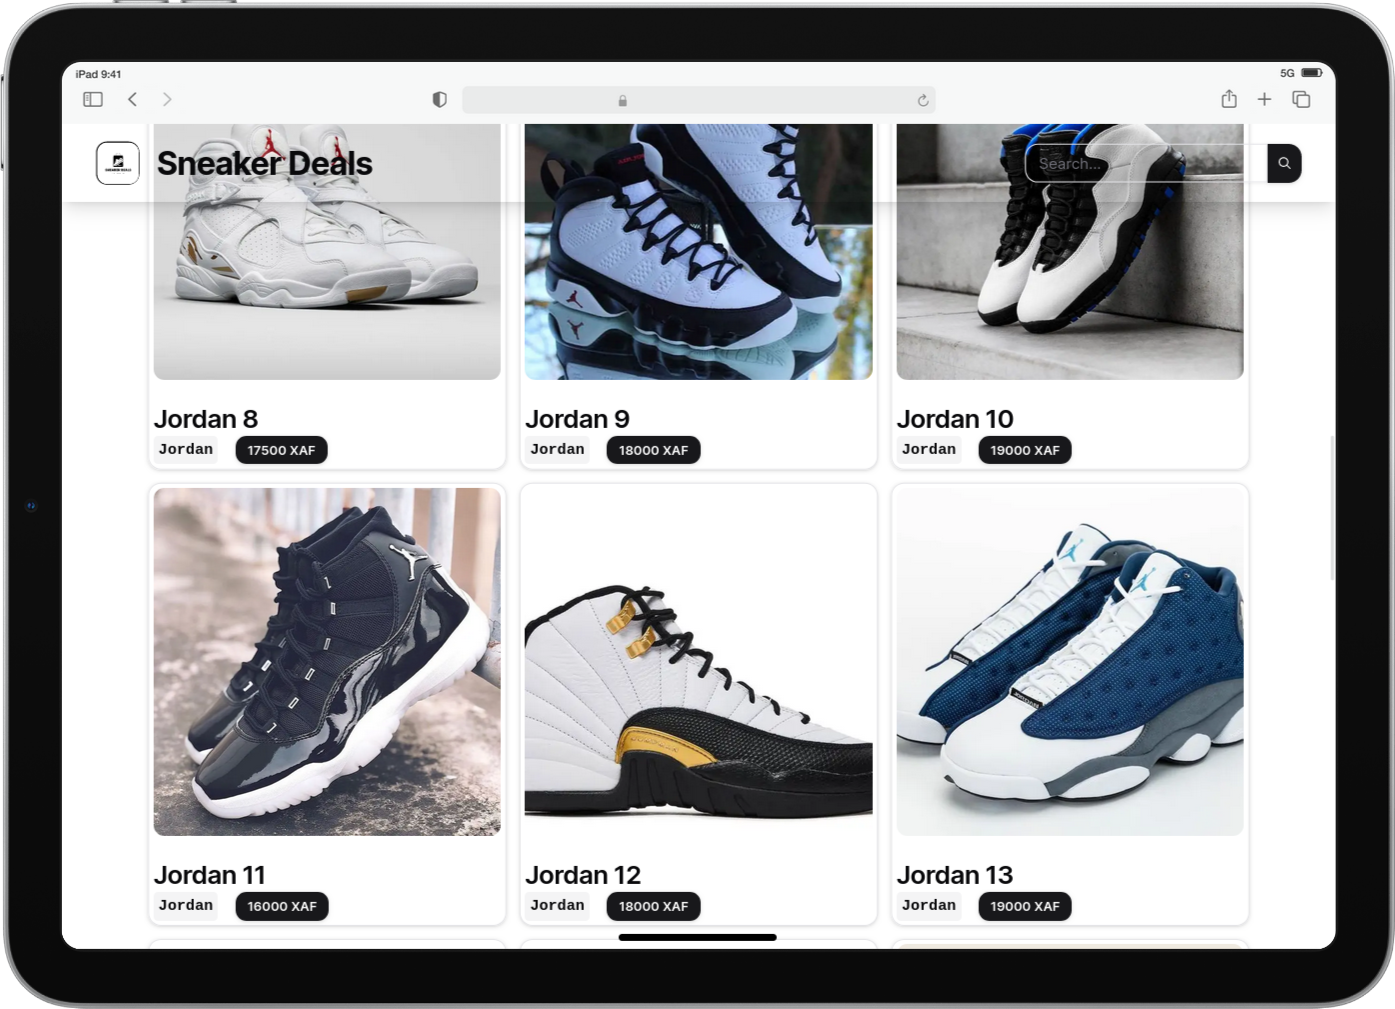 iPad 9:41
5G
Sneaker Deals
Search...
Jordan 8
Jordan 17500 XAF
Jordan 9
Jordan 18000 XAF
Jordan 10
Jordan 19000 XAF
Jordan 11
Jordan 16000 XAF
Jordan 12
Jordan 18000 XAF
Jordan 13
Jordan 19000 XAF